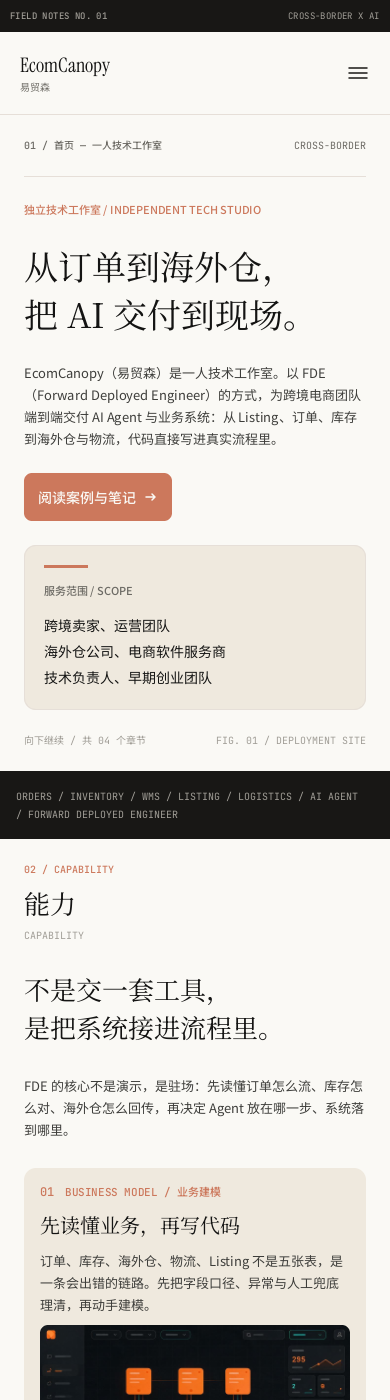 FIELD NOTES NO. 01
CROSS-BORDER X AI
EcomCanopy
易贸森
01 / 首页 — 一人技术工作室
CROSS-BORDER
独立技术工作室 / INDEPENDENT TECH STUDIO
从订单到海外仓，
把 AI 交付到现场。
EcomCanopy（易贸森）是一人技术工作室。以 FDE
（Forward Deployed Engineer）的方式，为跨境电商团队
端到端交付 AI Agent 与业务系统：从 Listing、订单、库存
到海外仓与物流，代码直接写进真实流程里。
阅读案例与笔记 →
服务范围 / SCOPE
跨境卖家、运营团队
海外仓公司、电商软件服务商
技术负责人、早期创业团队
向下继续 / 共 04 个章节
FIG. 01 / DEPLOYMENT SITE
ORDERS / INVENTORY / WMS / LISTING / LOGISTICS / AI AGENT
/ FORWARD DEPLOYED ENGINEER
02 / CAPABILITY
能力
CAPABILITY
不是交一套工具，
是把系统接进流程里。
FDE 的核心不是演示，是驻场：先读懂订单怎么流、库存怎
么对、海外仓怎么回传，再决定 Agent 放在哪一步、系统落
到哪里。
01 BUSINESS MODEL / 业务建模
先读懂业务，再写代码
订单、库存、海外仓、物流、Listing 不是五张表，是
一条会出错的链路。先把字段口径、异常与人工兜底
理清，再动手建模。
255